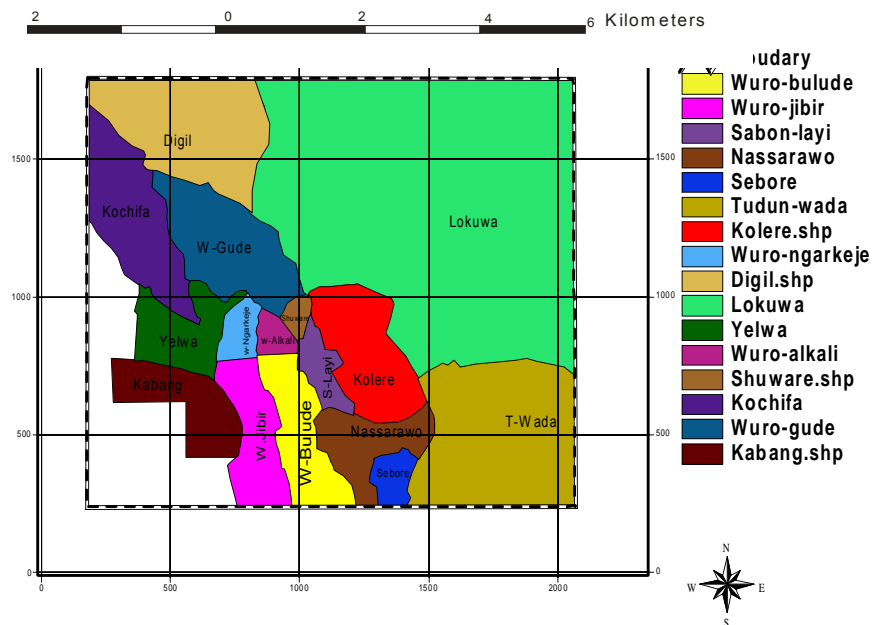 2 0 2 4 6 Kilometers
oudary
Wuro-bulude
Wuro-jibir
Sabon-layi
Nassarawo
Sebore
Tudun-wada
Kolere.shp
Wuro-ngarkeje
Digil.shp
Lokuwa
Yelwa
Wuro-alkali
Shuware.shp
Kochifa
Wuro-gude
Kabang.shp
Digil
1500 1500
Kochifa
Lokuwa
W-Gude
1000 1000
Shuware
w-Ngarkeje
w-Alkali
Yelwa
S-Layi
Kolere
Kabang
T-Wada
W.Jibir
W-Bulude
Nassarawo
500 500
Sebore
0 0
0 500 1000 1500 2000
N
W E
S